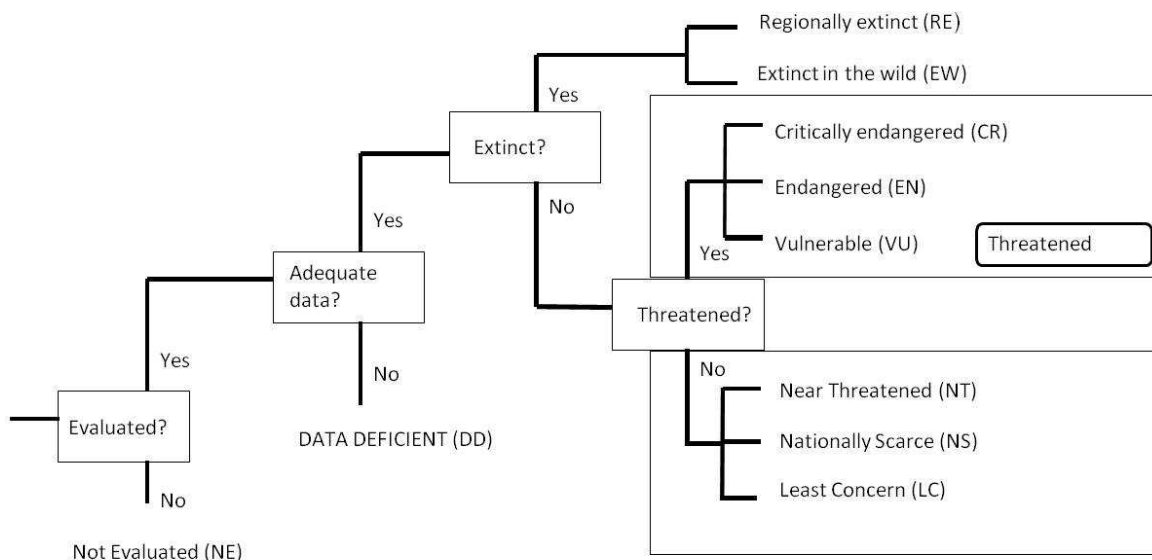 Regionally extinct (RE)
Extinct in the wild (EW)
Yes
Extinct?
Critically endangered (CR)
No
Endangered (EN)
Yes
Vulnerable (VU)
Threatened
Yes
Adequate
data?
Threatened?
Yes
No
No
Near Threatened (NT)
Evaluated?
DATA DEFICIENT (DD)
Nationally Scarce (NS)
No
Least Concern (LC)
Not Evaluated (NE)